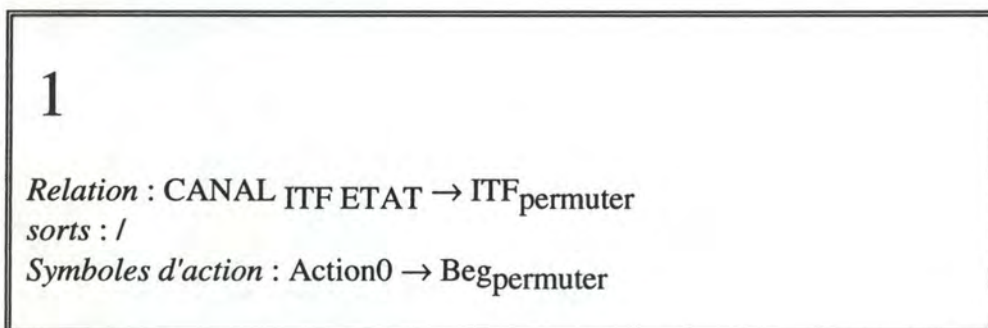 1
Relation : CANAL ITF ETAT → ITFpermuter
sorts : /
Symboles d'action : Action0 → Begpermuter